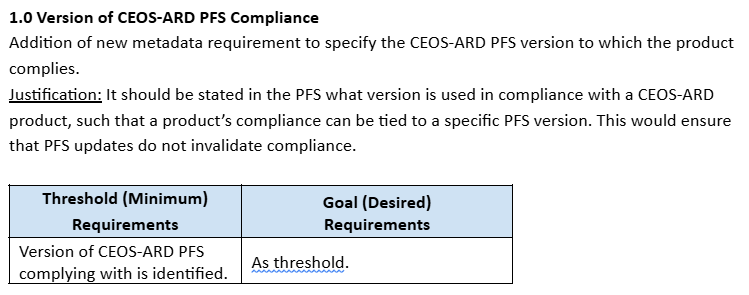 1.0 Version of CEOS-ARD PFS Compliance
Addition of new metadata requirement to specify the CEOS-ARD PFS version to which the product
complies.
Justification: It should be stated in the PFS what version is used in compliance with a CEOS-ARD
product, such that a product's compliance can be tied to a specific PFS version. This would ensure
that PFS updates do not invalidate compliance.
Threshold (Minimum)
Requirements
Goal (Desired)
Requirements
Version of CEOS-ARD PFS
complying with is identified.
As threshold.